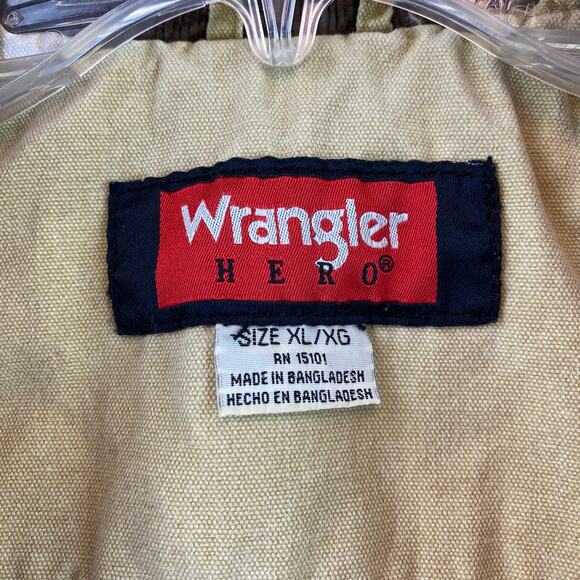 Wrangler
HERO®
SIZE XL/XG
RN 15101
MADE IN BANGLADESH
HECHO EN BANGLADESH